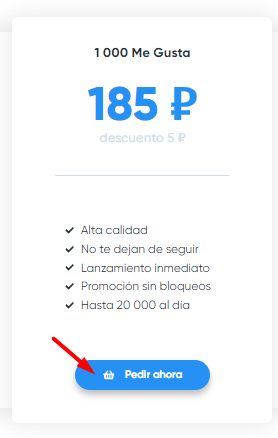 1 000 Me Gusta
185 ₽
descuento 5 ₽
Alta calidad
No te dejan de seguir
Lanzamiento inmediato
Promoción sin bloqueos
Hasta 20 000 al día
Pedir ahora